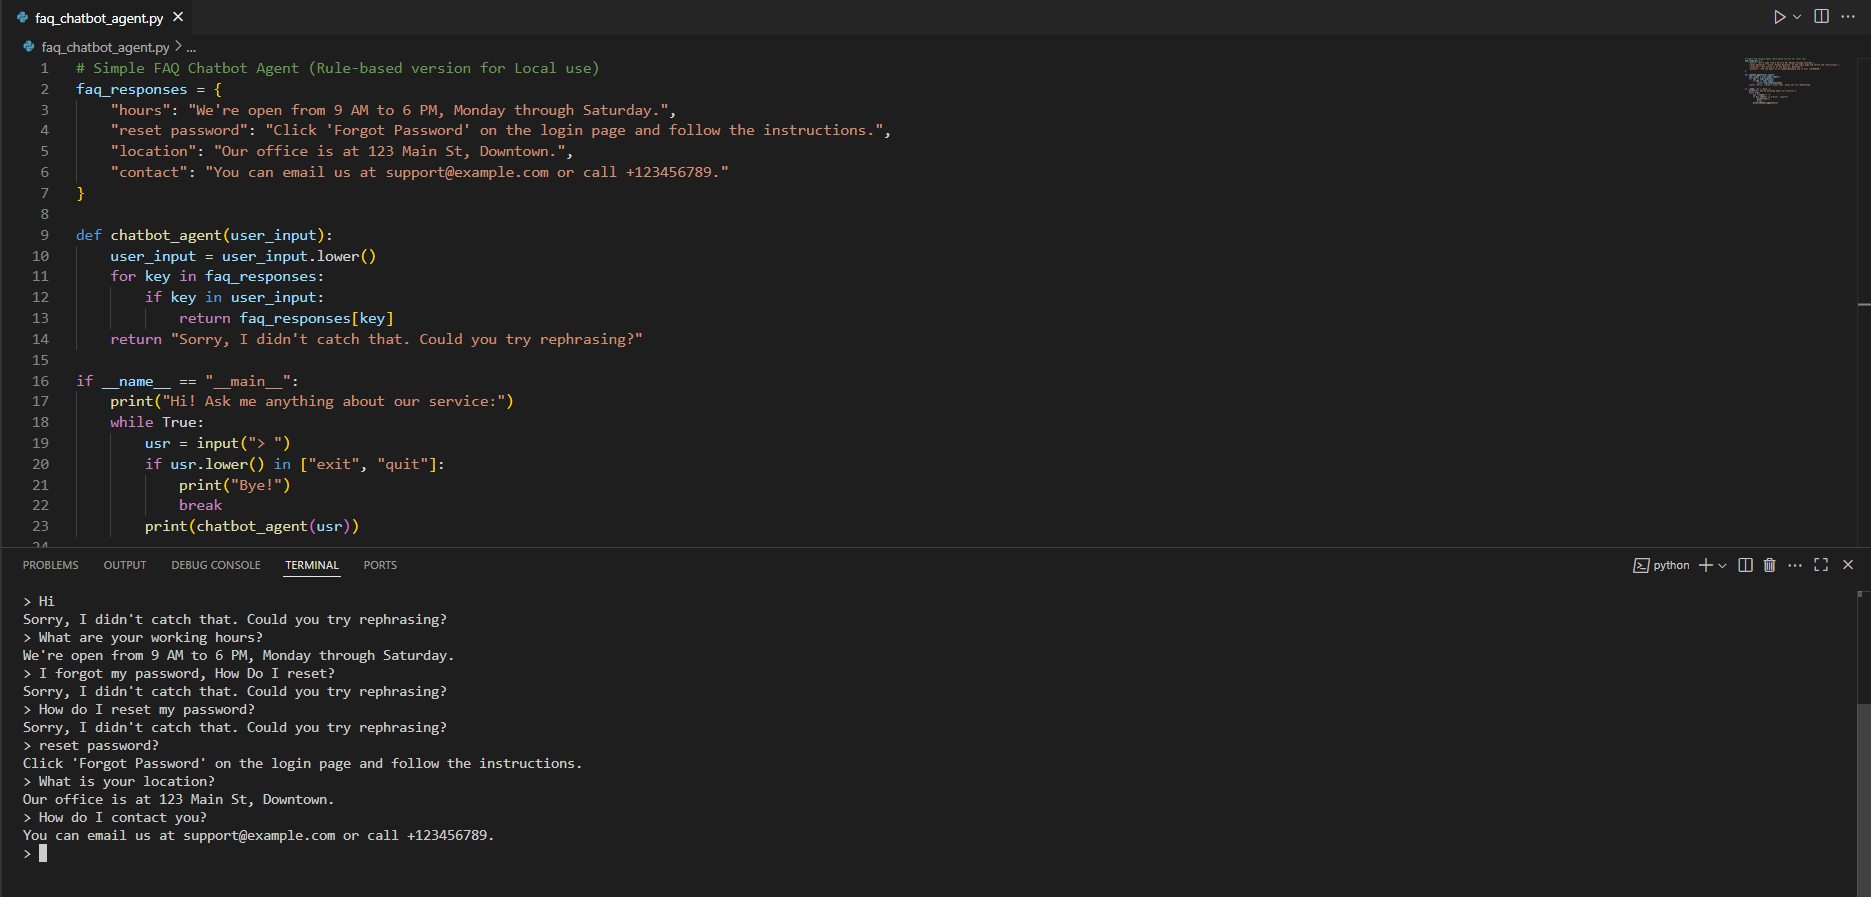 faq_chatbot_agent.py
faq_chatbot_agent.py > ...
1 # Simple FAQ Chatbot Agent (Rule-based version for Local use)
2 faq_responses = {
3     "hours": "We're open from 9 AM to 6 PM, Monday through Saturday.",
4     "reset password": "Click 'Forgot Password' on the login page and follow the instructions.",
5     "location": "Our office is at 123 Main St, Downtown.",
6     "contact": "You can email us at support@example.com or call +123456789."
7 }
8
9 def chatbot_agent(user_input):
10     user_input = user_input.lower()
11     for key in faq_responses:
12         if key in user_input:
13             return faq_responses[key]
14     return "Sorry, I didn't catch that. Could you try rephrasing?"
15
16 if __name__ == "__main__":
17     print("Hi! Ask me anything about our service:")
18     while True:
19         usr = input("> ")
20         if usr.lower() in ["exit", "quit"]:
21             print("Bye!")
22             break
23         print(chatbot_agent(usr))
24
PROBLEMS OUTPUT DEBUG CONSOLE TERMINAL PORTS python
> Hi
Sorry, I didn't catch that. Could you try rephrasing?
> What are your working hours?
We're open from 9 AM to 6 PM, Monday through Saturday.
> I forgot my password, How Do I reset?
Sorry, I didn't catch that. Could you try rephrasing?
> How do I reset my password?
Sorry, I didn't catch that. Could you try rephrasing?
> reset password?
Click 'Forgot Password' on the login page and follow the instructions.
> What is your location?
Our office is at 123 Main St, Downtown.
> How do I contact you?
You can email us at support@example.com or call +123456789.
>